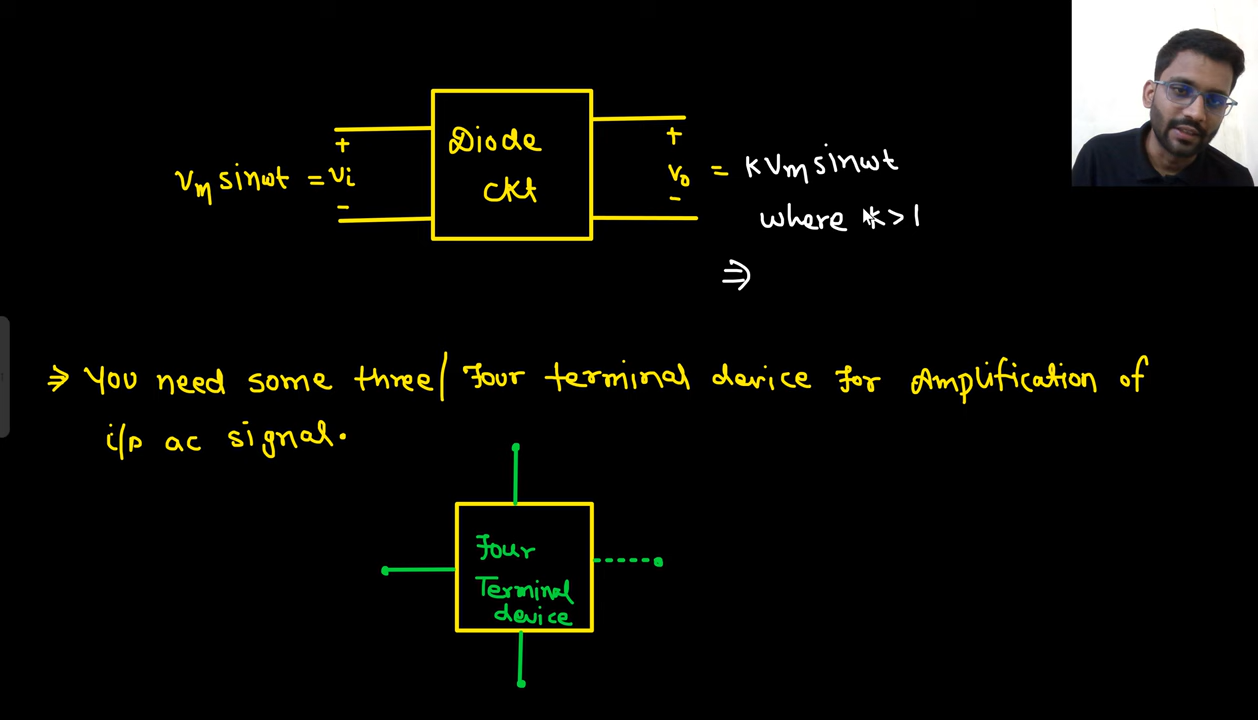 Diode
ckt
+
vm sinωt = vi
-
+
vo = kvm sinωt
-
where k > 1
⇒
⇒ You need some three/ Four terminal device for Amplification of
i/p ac signal.
Four
Terminal
device